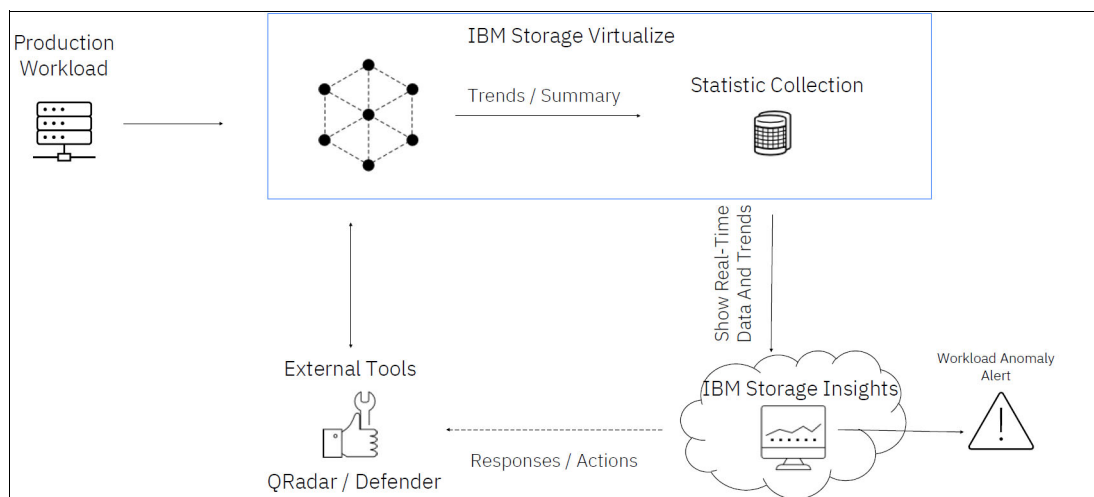 Production
Workload
IBM Storage Virtualize
Trends / Summary
Statistic Collection
Show Real-Time
Data And Trends
External Tools
QRadar / Defender
Responses / Actions
IBM Storage Insights
Workload Anomaly
Alert